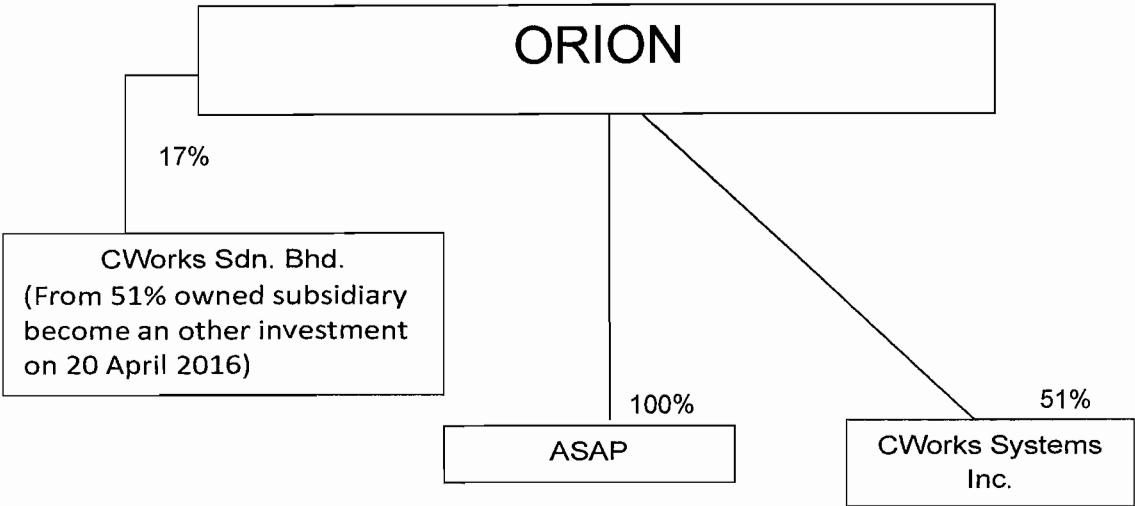 ORION
17%
CWorks Sdn. Bhd.
(From 51% owned subsidiary
become an other investment
on 20 April 2016)
100%
ASAP
51%
CWorks Systems
Inc.